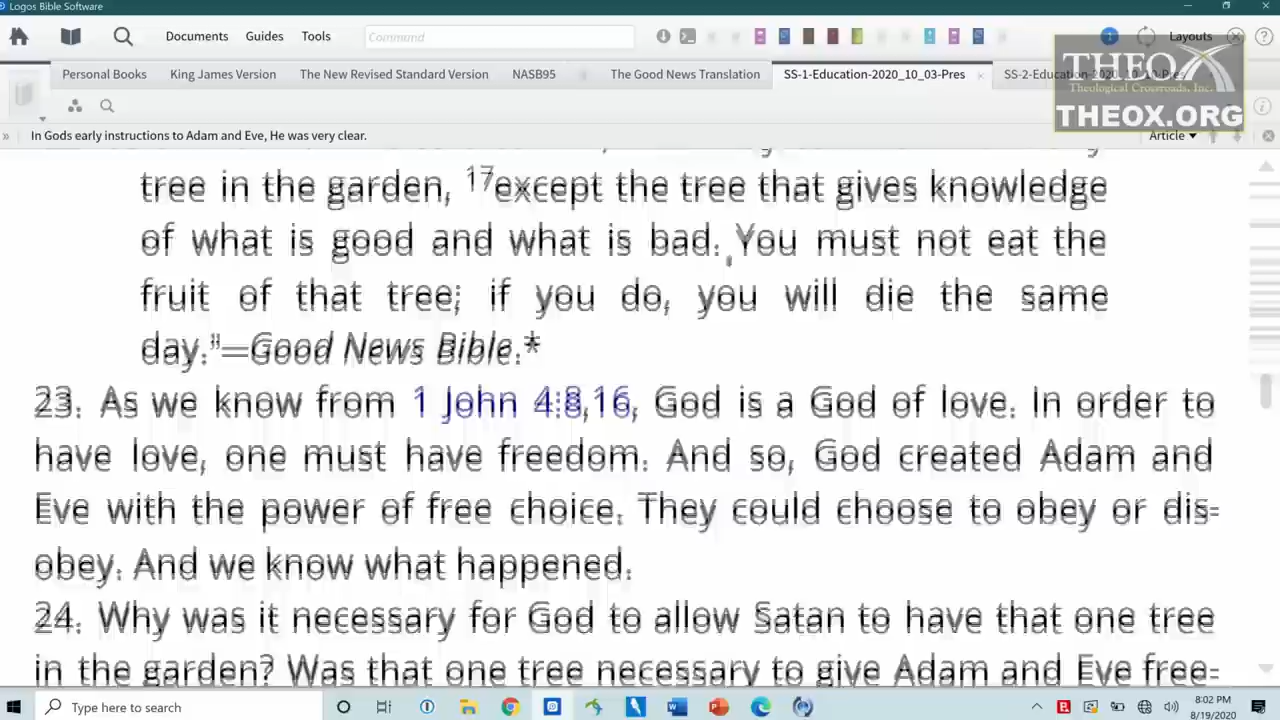 Logos Bible Software
Documents Guides Tools Command Layouts
Personal Books King James Version The New Revised Standard Version NASB95 The Good News Translation SS-1-Education-2020_10_03-Pres SS-2-Education-2020_10_10-Pres
THEOX
Theological Crossroads, Inc.
THEOX.ORG
In Gods early instructions to Adam and Eve, He was very clear. Article
tree in the garden, 17except the tree that gives knowledge
of what is good and what is bad. You must not eat the
fruit of that tree; if you do, you will die the same
day.”—Good News Bible.*
23. As we know from 1 John 4:8,16, God is a God of love. In order to
have love, one must have freedom. And so, God created Adam and
Eve with the power of free choice. They could choose to obey or dis-
obey. And we know what happened.
24. Why was it necessary for God to allow Satan to have that one tree
in the garden? Was that one tree necessary to give Adam and Eve free-
Type here to search
8:02 PM
8/19/2020